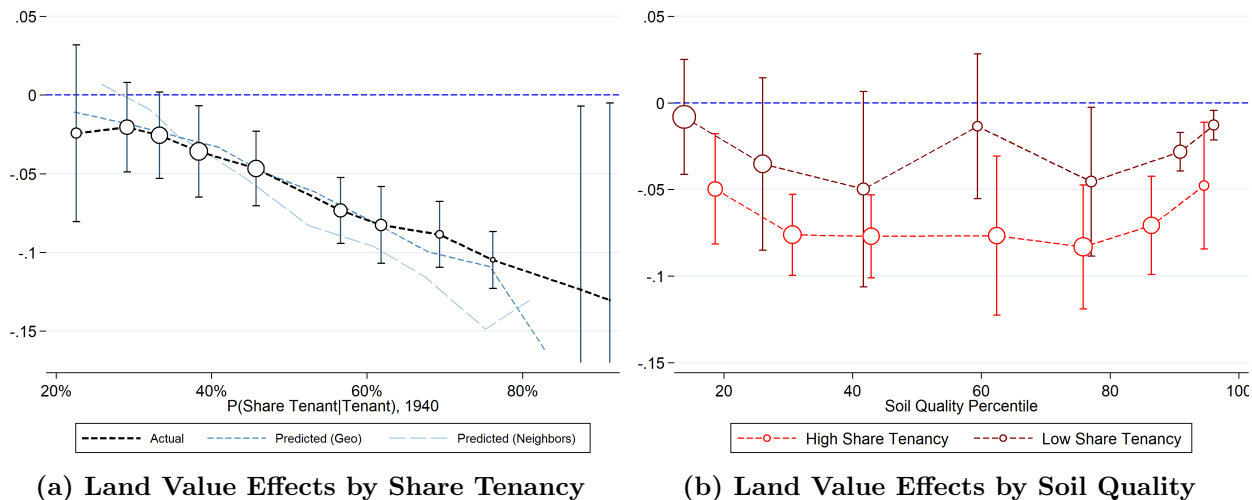 .05
0
-.05
-.1
-.15
20%
40%
60%
80%
P(Share Tenant|Tenant), 1940
Actual
Predicted (Geo)
Predicted (Neighbors)
(a) Land Value Effects by Share Tenancy
.05
0
-.05
-.1
-.15
20
40
60
80
100
Soil Quality Percentile
High Share Tenancy
Low Share Tenancy
(b) Land Value Effects by Soil Quality